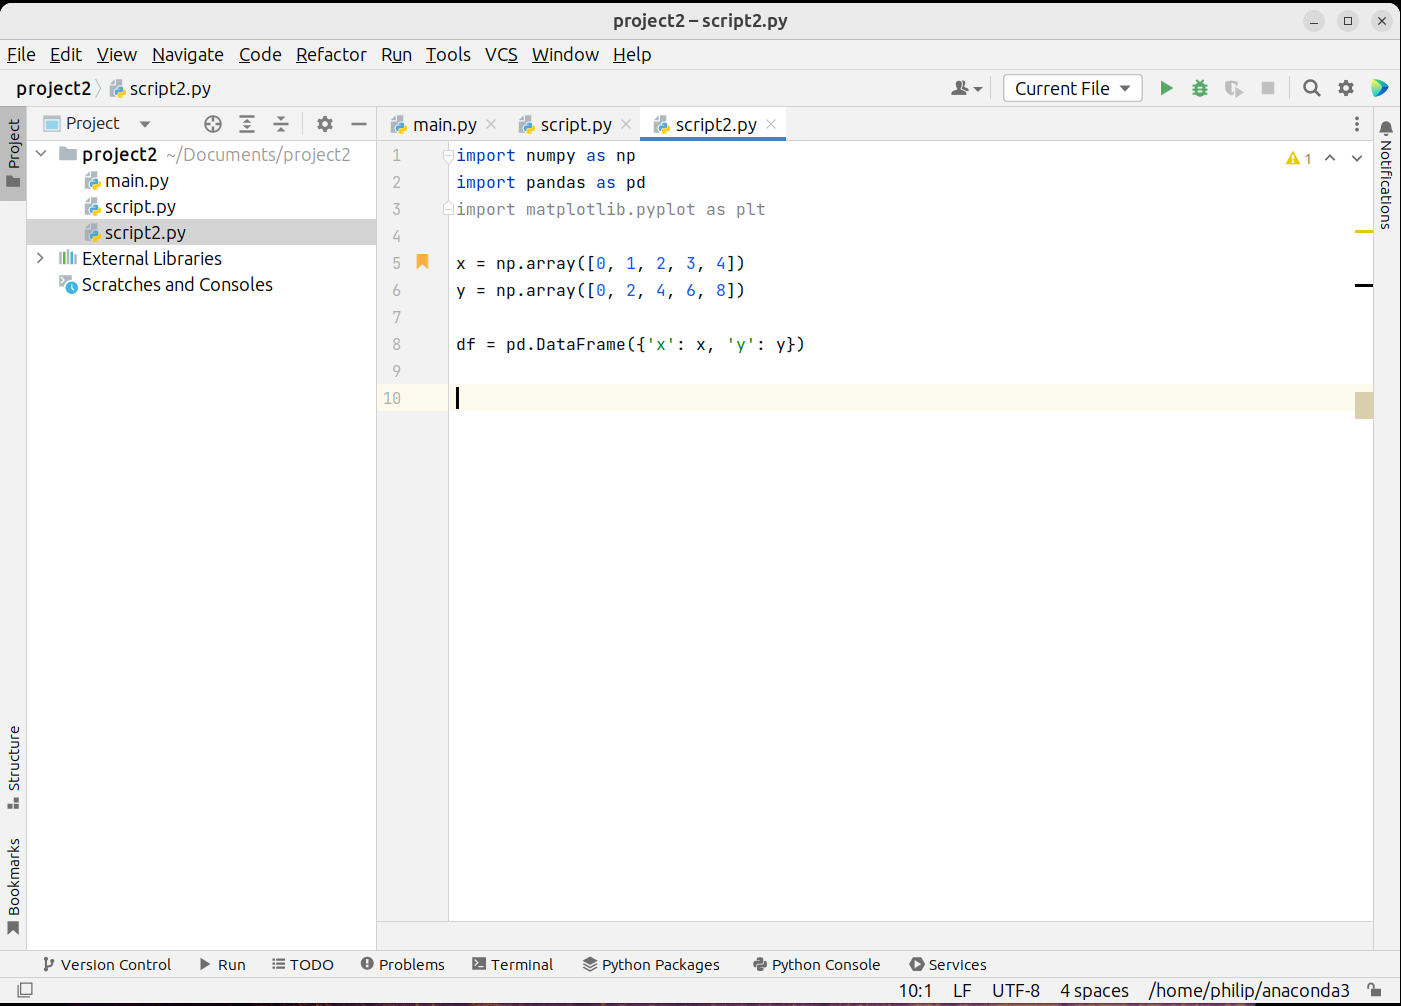 project2 – script2.py
File Edit View Navigate Code Refactor Run Tools VCS Window Help
project2 script2.py Current File
Project
Project
project2 ~/Documents/project2
main.py
script.py
script2.py
External Libraries
Scratches and Consoles
main.py script.py script2.py
1 import numpy as np
2 import pandas as pd
3 import matplotlib.pyplot as plt
4
5 x = np.array([0, 1, 2, 3, 4])
6 y = np.array([0, 2, 4, 6, 8])
7
8 df = pd.DataFrame({'x': x, 'y': y})
9
10
1
Notifications
Structure
Bookmarks
Version Control Run TODO Problems Terminal Python Packages Python Console Services
10:1 LF UTF-8 4 spaces /home/philip/anaconda3